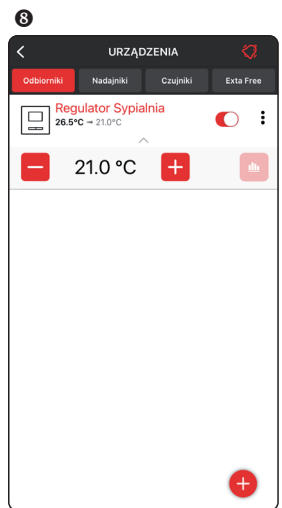 8
URZĄDZENIA
Odbiorniki Nadajniki Czujniki Exta Free
Regulator Sypialnia
26.5°C → 21.0°C
− 21.0 °C +
+